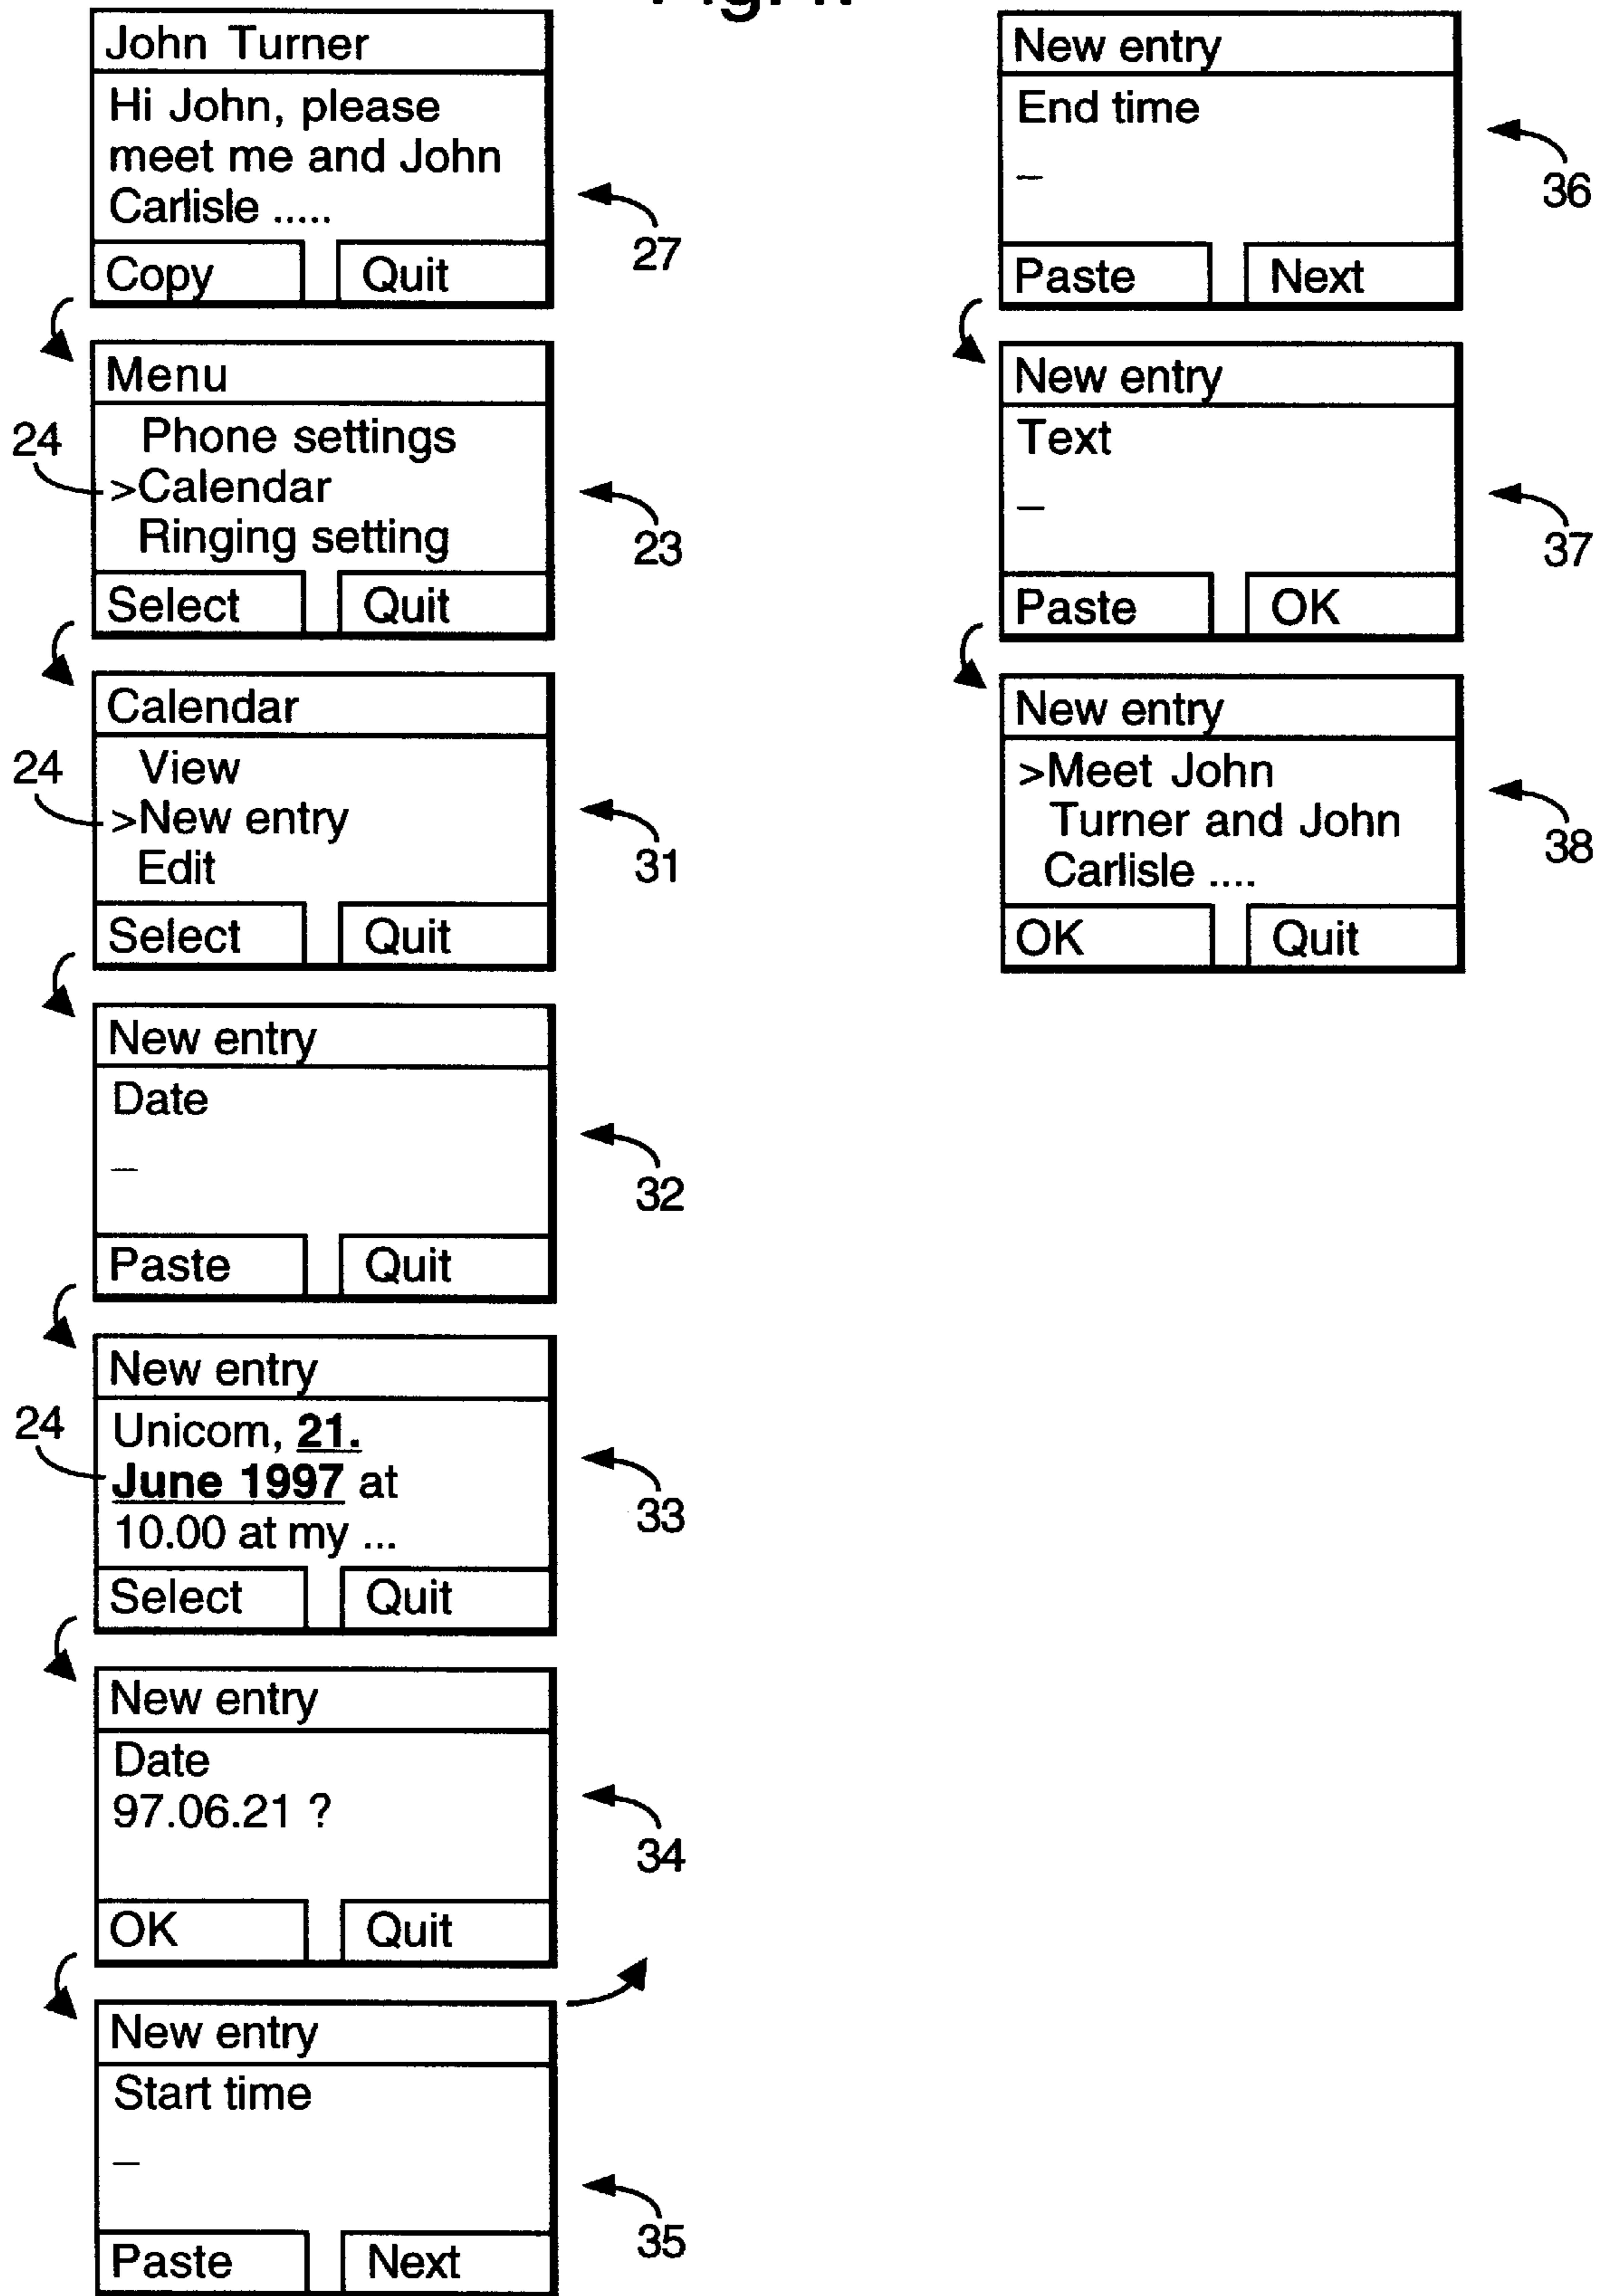 John Turner
Hi John, please
meet me and John
Carlisle .....
Copy Quit
27
Menu
Phone settings
24
>Calendar
Ringing setting
23
Select Quit
Calendar
View
24
>New entry
Edit
31
Select Quit
New entry
Date
_
32
Paste Quit
New entry
24
Unicom, 21.
June 1997 at
10.00 at my ...
33
Select Quit
New entry
Date
97.06.21 ?
34
OK Quit
New entry
Start time
_
35
Paste Next
New entry
End time
_
36
Paste Next
New entry
Text
_
37
Paste OK
New entry
>Meet John
Turner and John
Carlisle ....
38
OK Quit